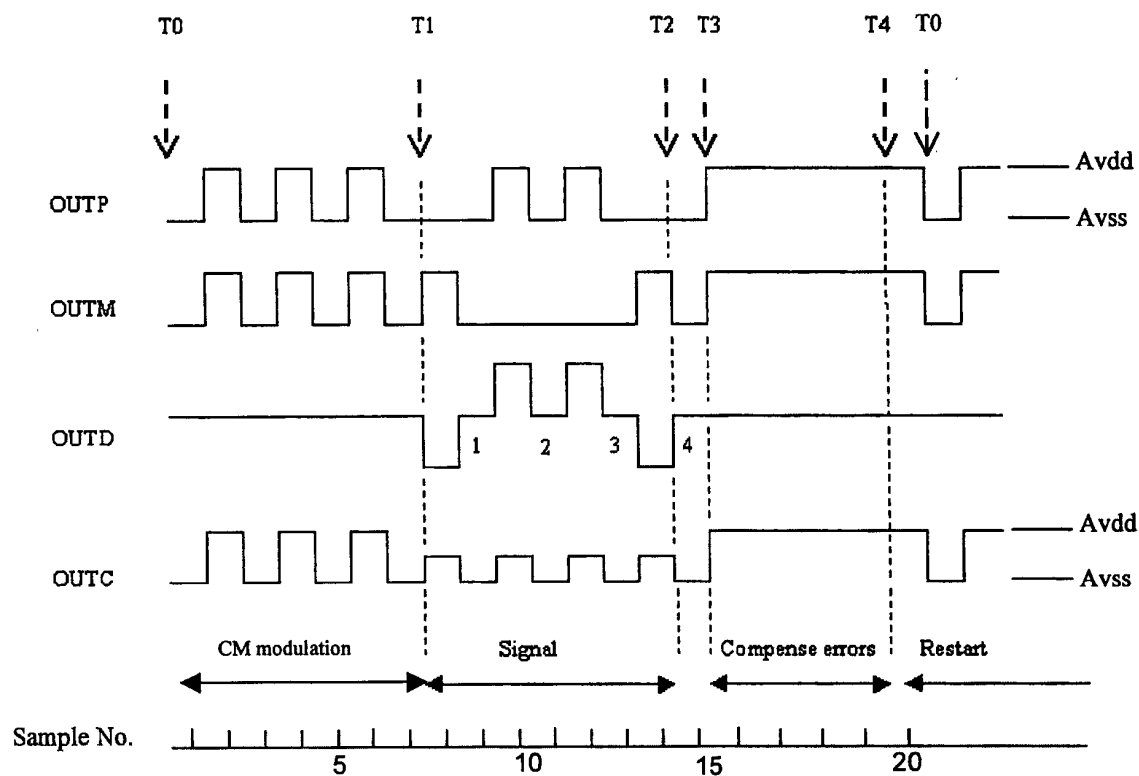 T0 T1 T2 T3 T4 T0
OUTP
Avdd
Avss
OUTM
OUTD
1 2 3 4
OUTC
Avdd
Avss
CM modulation Signal Compense errors Restart
Sample No.
5 10 15 20